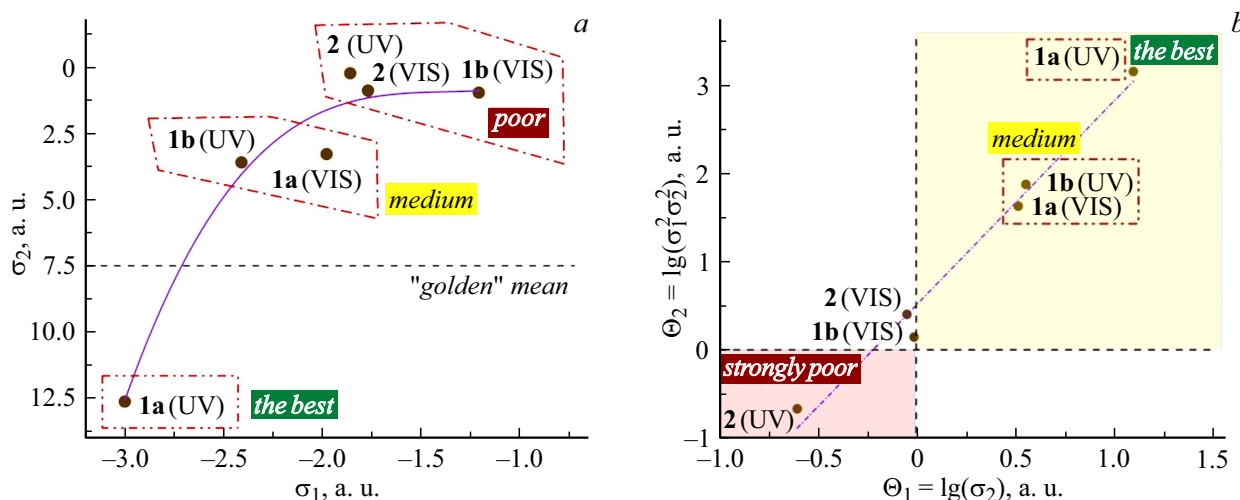 a
2 (UV)
2 (VIS)
1b (VIS)
poor
1b (UV)
1a (VIS)
medium
"golden" mean
1a (UV)
the best
0
2.5
5.0
7.5
10.0
12.5
σ₂, a. u.
–3.0 –2.5 –2.0 –1.5 –1.0
σ₁, a. u.
b
1a (UV)
the best
medium
1b (UV)
1a (VIS)
2 (VIS)
1b (VIS)
strongly poor
2 (UV)
3
2
1
0
–1
Θ₂ = lg(σ₁²σ₂²), a. u.
–1.0 –0.5 0 0.5 1.0 1.5
Θ₁ = lg(σ₂), a. u.